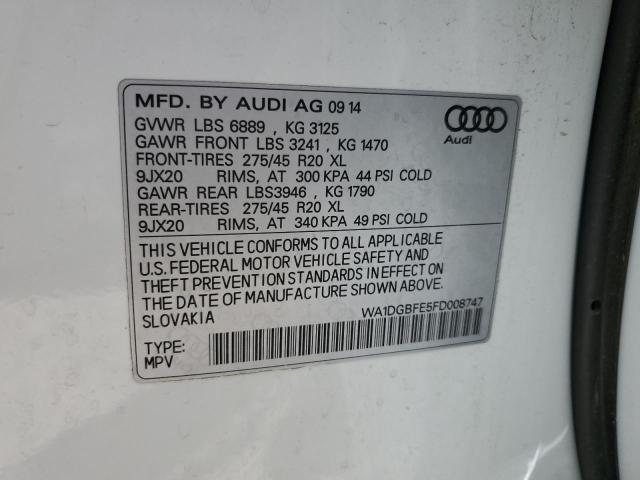 MFD. BY AUDI AG 09 14
GVWR LBS 6889 , KG 3125
GAWR FRONT LBS 3241 , KG 1470
FRONT-TIRES 275/45 R20 XL
9JX20 RIMS, AT 300 KPA 44 PSI COLD
GAWR REAR LBS3946 , KG 1790
REAR-TIRES 275/45 R20 XL
9JX20 RIMS, AT 340 KPA 49 PSI COLD
Audi
THIS VEHICLE CONFORMS TO ALL APPLICABLE
U.S. FEDERAL MOTOR VEHICLE SAFETY AND
THEFT PREVENTION STANDARDS IN EFFECT ON
THE DATE OF MANUFACTURE SHOWN ABOVE.
SLOVAKIA
WA1DGBFE5FD008747
TYPE:
MPV